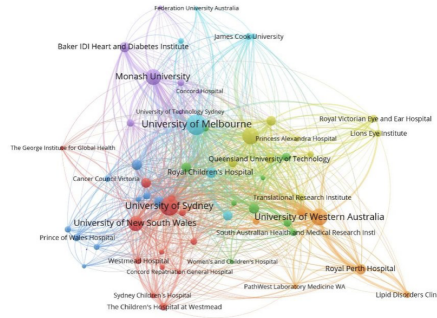 Federation University Australia
James Cook University
Baker IDI Heart and Diabetes Institute
Monash University
Concord Hospital
University of Technology Sydney
Royal Victorian Eye and Ear Hospital
University of Melbourne
Lions Eye Institute
Princess Alexandra Hospital
The George Institute for Global Health
Queensland University of Technology
Royal Children's Hospital
Cancer Council Victoria
Translational Research Institute
University of Sydney
University of Western Australia
University of New South Wales
South Australian Health and Medical Research Insti
Prince of Wales Hospital
Westmead Hospital
Women's and Children's Hospital
Royal Perth Hospital
Concord Repatriation General Hospital
PathWest Laboratory Medicine WA
Sydney Children's Hospital
Lipid Disorders Clin
The Children's Hospital at Westmead